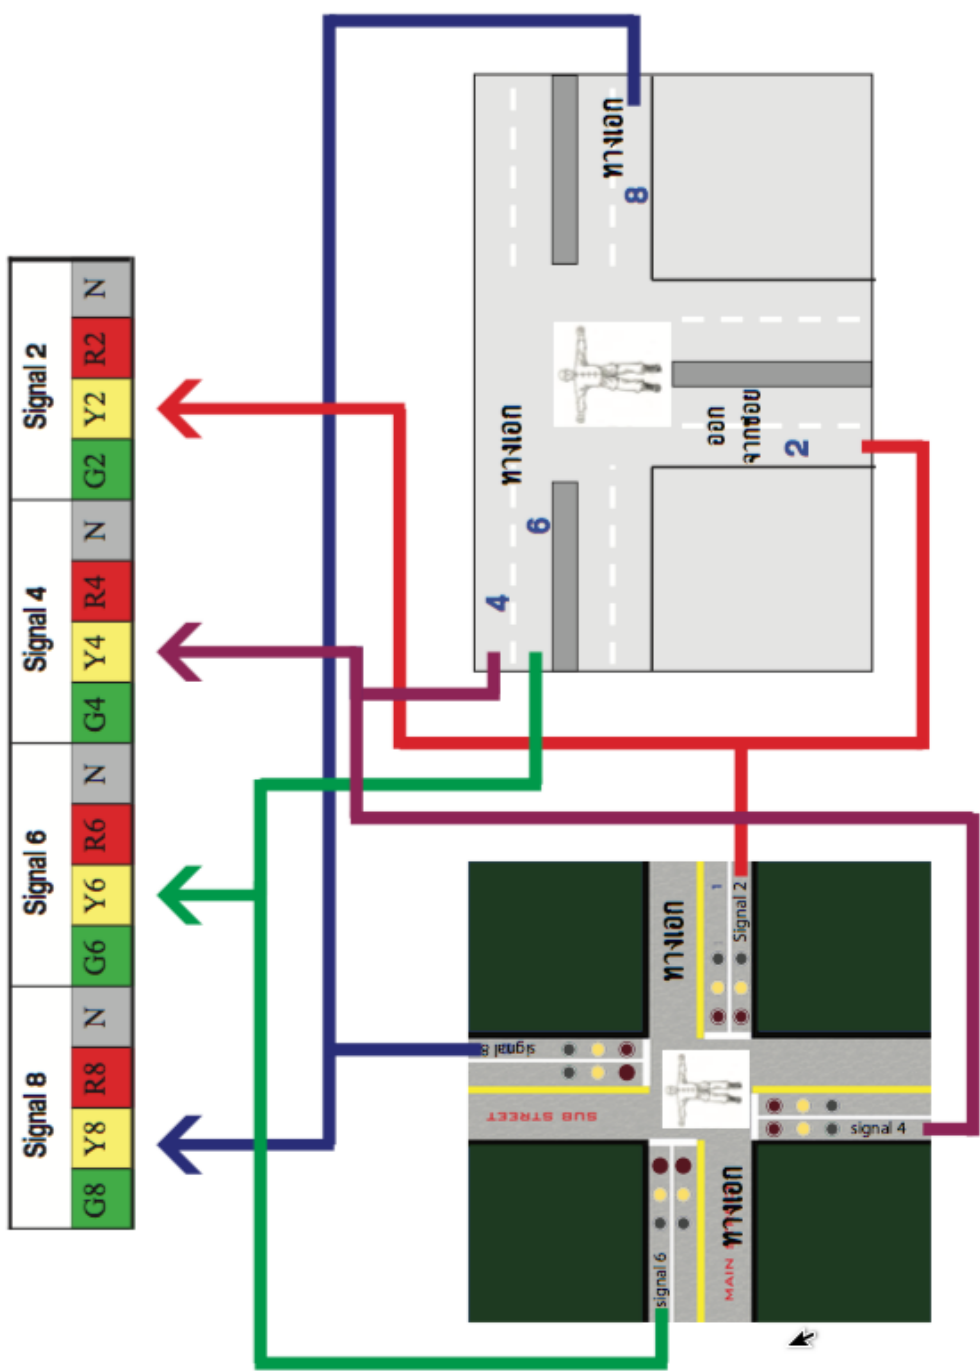 Signal 8
Signal 6
Signal 4
Signal 2
G8 Y8 R8 N G6 Y6 R6 N G4 Y4 R4 N G2 Y2 R2 N
signal 8
SUB STREET
signal 6
ทางเอก
MAIN
ทางเอก
1
Signal 2
signal 4
4
6
ทางเอก
ทางเอก
8
ออก
จากซอย
2